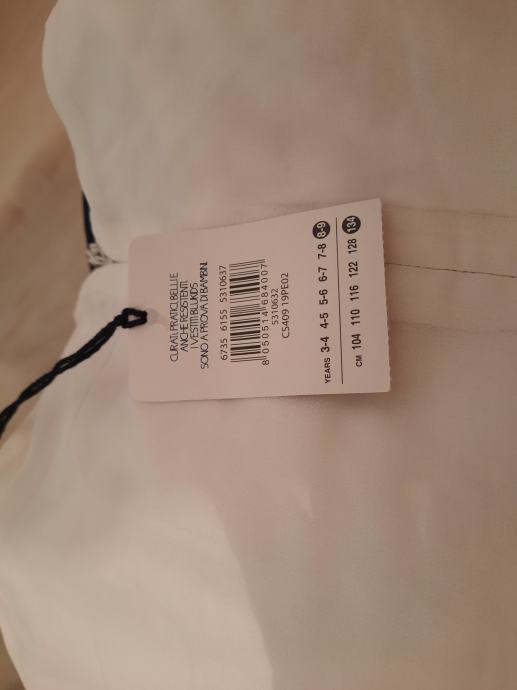 CURATI, PRATICI, BELLI E
ANCHE RESISTENTI.
I VESTITI BLUKIDS
SONO A PROVA DI BAMBINI.
6735 6155 5310637
8 050514 684007
5310632
CS409 19PE02
YEARS 3-4 4-5 5-6 6-7 7-8 8-9
CM 104 110 116 122 128 134